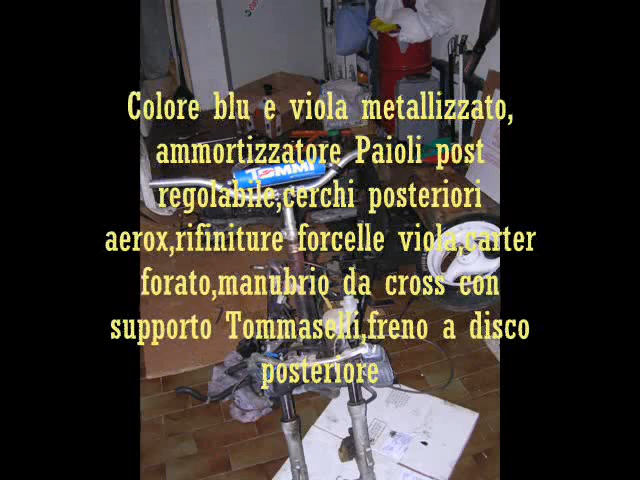 Colore blu e viola metallizzato,
ammortizzatore Paioli post
TOMMI
regolabile,cerchi posteriori
aerox,rifiniture forcelle viola,carter
forato,manubrio da cross con
supporto Tommaselli,freno a disco
posteriore